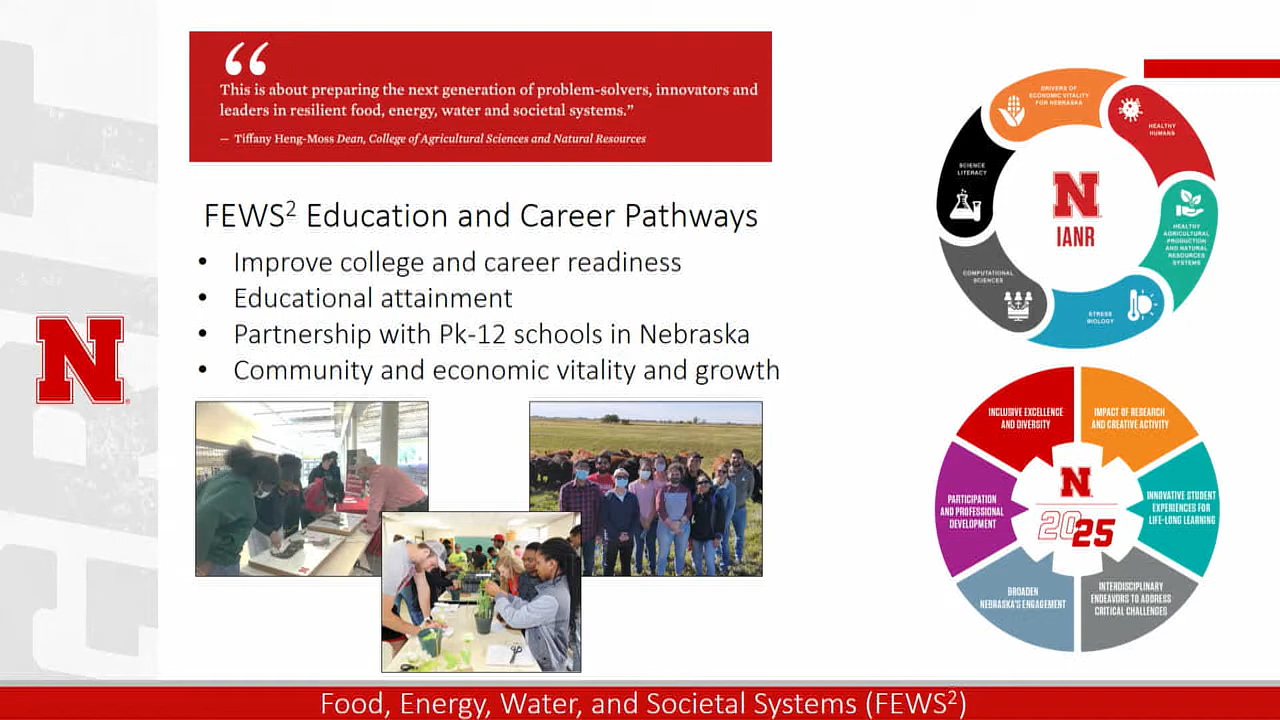 “
This is about preparing the next generation of problem-solvers, innovators and
leaders in resilient food, energy, water and societal systems.”
— Tiffany Heng-Moss Dean, College of Agricultural Sciences and Natural Resources
FEWS² Education and Career Pathways
• Improve college and career readiness
• Educational attainment
• Partnership with Pk-12 schools in Nebraska
• Community and economic vitality and growth
N
DRIVERS OF
ECONOMIC VITALITY
FOR NEBRASKA
HEALTHY
HUMANS
HEALTHY
AGRICULTURAL
PRODUCTION
AND NATURAL
RESOURCES
SYSTEMS
STRESS
BIOLOGY
COMPUTATIONAL
SCIENCES
SCIENCE
LITERACY
N
IANR
INCLUSIVE EXCELLENCE
AND DIVERSITY
IMPACT OF RESEARCH
AND CREATIVE ACTIVITY
INNOVATIVE STUDENT
EXPERIENCES FOR
LIFE-LONG LEARNING
INTERDISCIPLINARY
ENDEAVORS TO ADDRESS
CRITICAL CHALLENGES
BROADEN
NEBRASKA'S ENGAGEMENT
PARTICIPATION
AND PROFESSIONAL
DEVELOPMENT
N
2025
Food, Energy, Water, and Societal Systems (FEWS²)